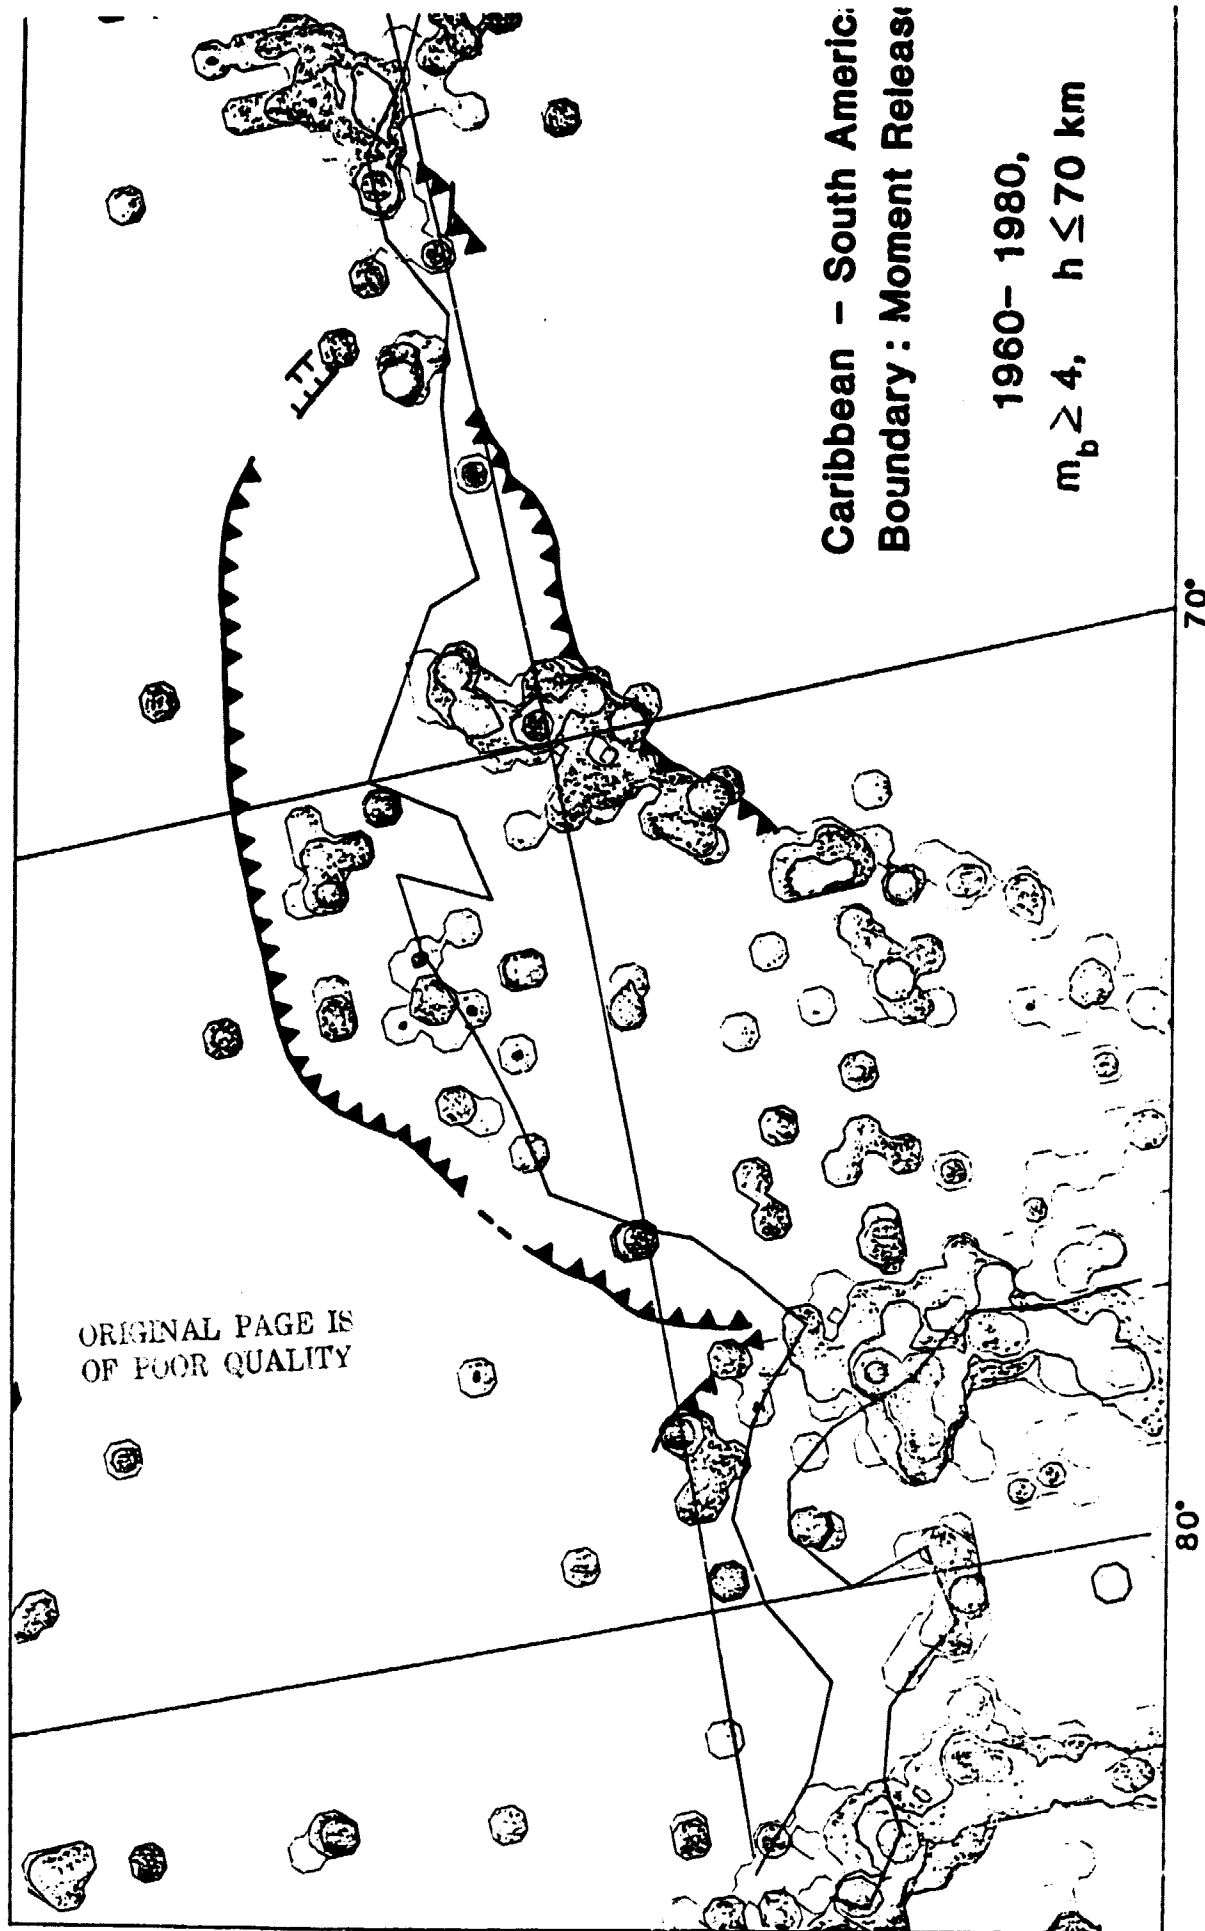 Caribbean – South Americ
Boundary : Moment Releas
1960– 1980,
m_b ≥ 4, h ≤ 70 km
70°
80°
ORIGINAL PAGE IS
OF POOR QUALITY